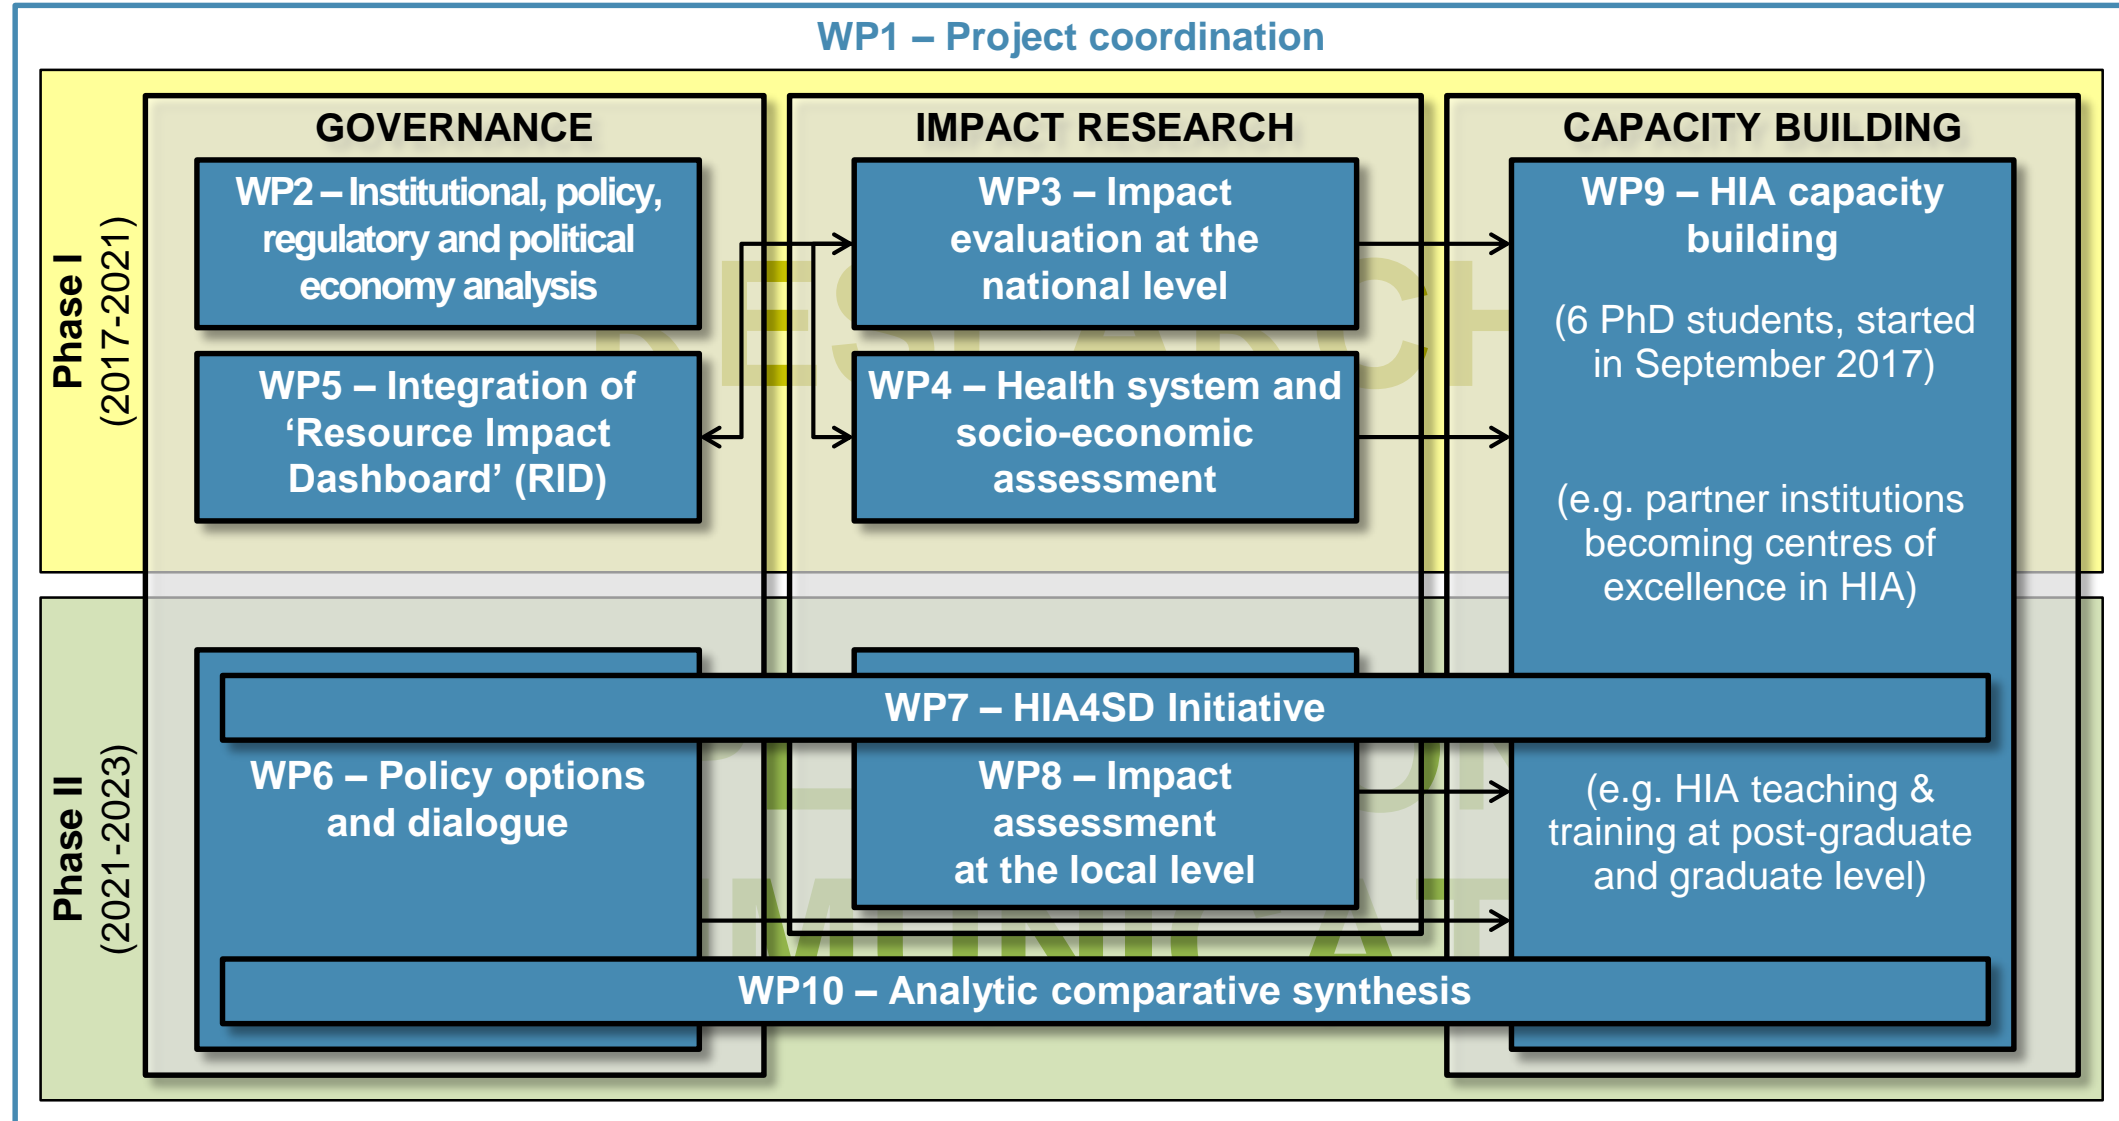 WP1 – Project coordination
Phase I
(2017-2021)
GOVERNANCE
WP2 – Institutional, policy,
regulatory and political
economy analysis
WP5 – Integration of
‘Resource Impact
Dashboard’ (RID)
IMPACT RESEARCH
WP3 – Impact
evaluation at the
national level
WP4 – Health system and
socio-economic
assessment
CAPACITY BUILDING
WP9 – HIA capacity
building
(6 PhD students, started
in September 2017)
(e.g. partner institutions
becoming centres of
excellence in HIA)
RESEARCH
Phase II
(2021-2023)
WP7 – HIA4SD Initiative
WP6 – Policy options
and dialogue
WP8 – Impact
assessment
at the local level
(e.g. HIA teaching &
training at post-graduate
and graduate level)
WP10 – Analytic comparative synthesis